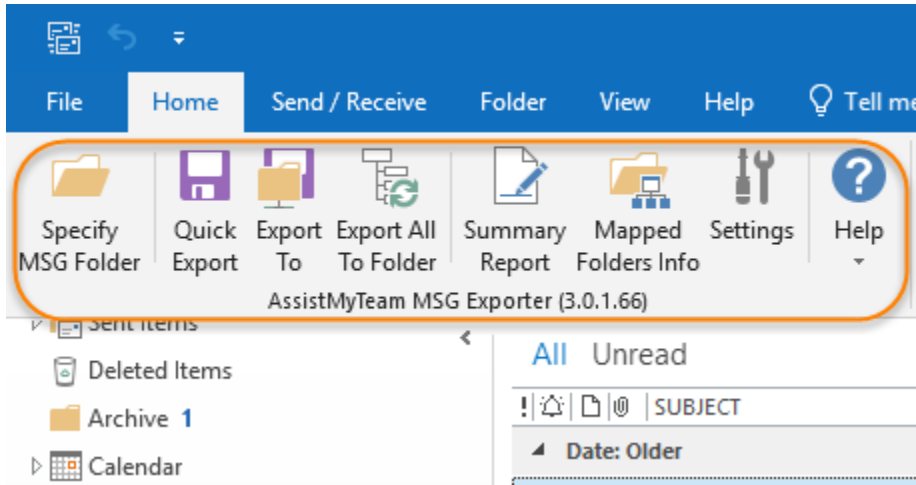 File Home Send / Receive Folder View Help Tell me
Specify Quick Export Export All Summary Mapped Settings Help
MSG Folder Export To To Folder Report Folders Info
AssistMyTeam MSG Exporter (3.0.1.66)
Sent Items
Deleted Items
All Unread
! SUBJECT
Archive 1
Date: Older
Calendar